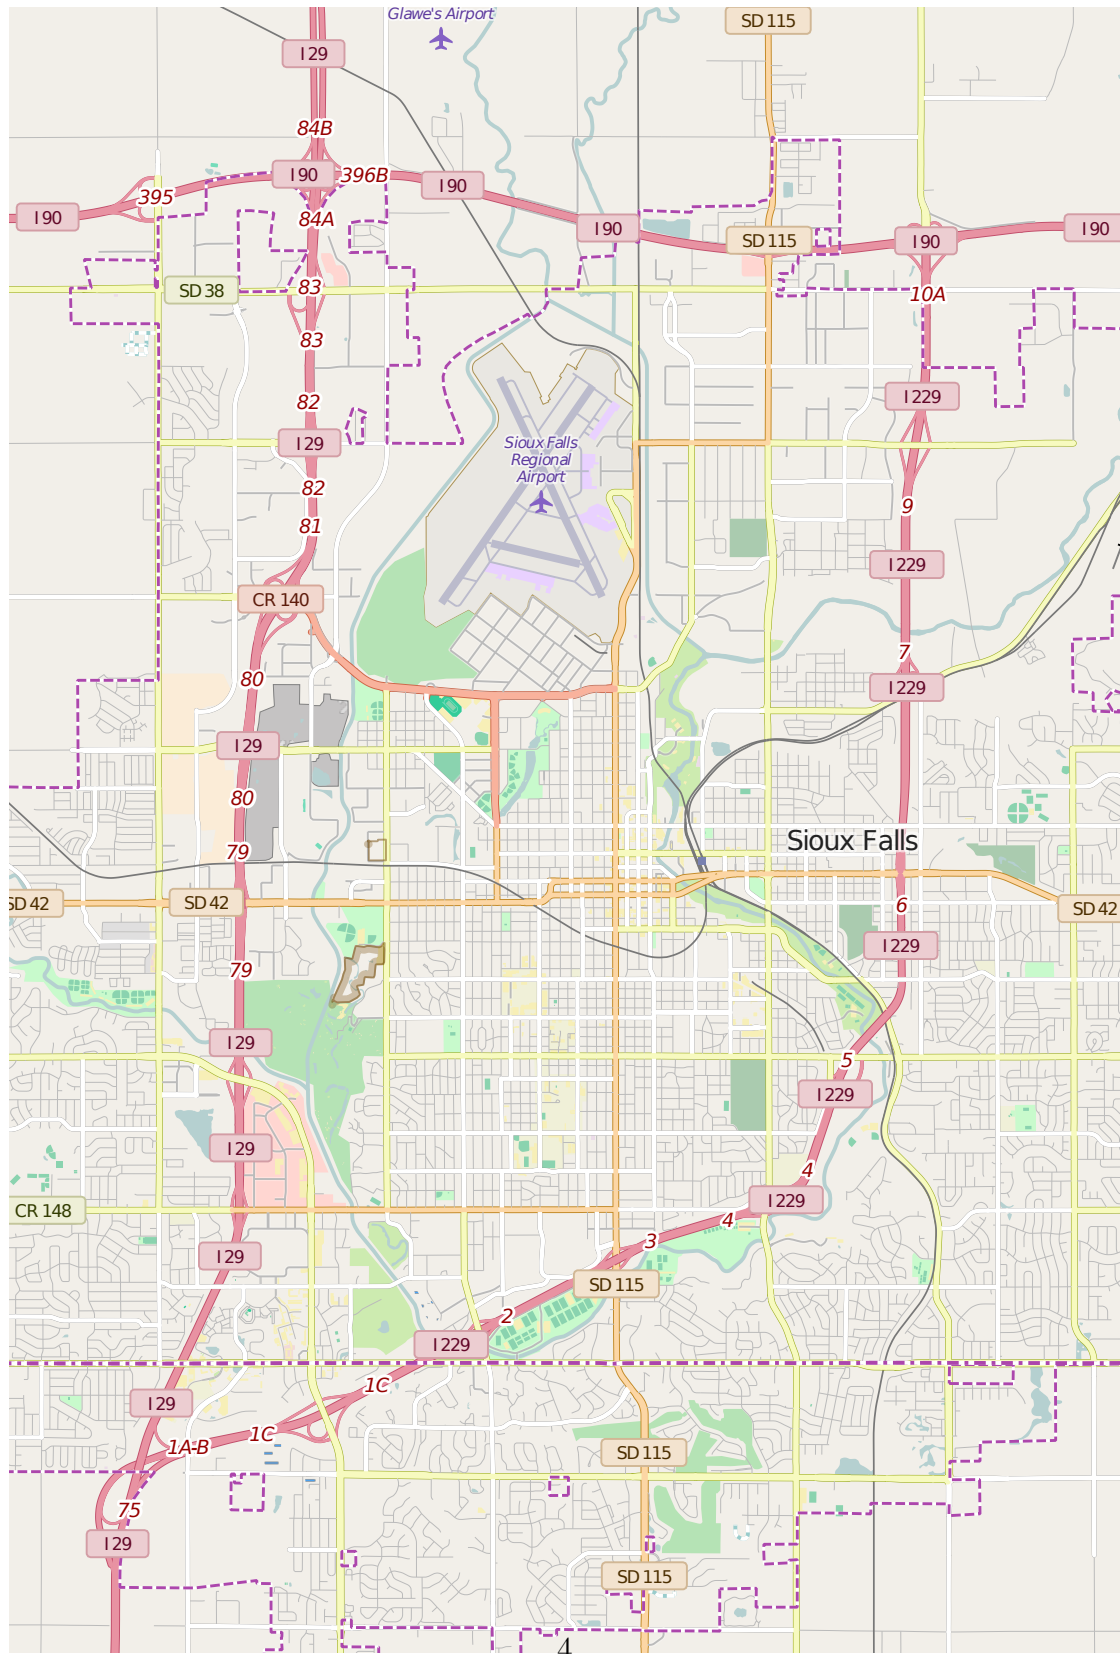 Glawe's Airport
SD 115
I 29
84B
I 90
396B
I 90
395
I 90
84A
I 90
SD 115
I 90
I 90
SD 38
83
10A
83
I 229
82
I 29
Sioux Falls
Regional
Airport
82
9
81
I 229
CR 140
7
80
I 229
I 29
80
Sioux Falls
79
SD 42
SD 42
6
SD 42
I 229
79
I 29
5
I 229
I 29
4
I 229
CR 148
4
3
I 29
SD 115
2
I 229
1C
I 29
1C
1A-B
SD 115
75
I 29
SD 115
4